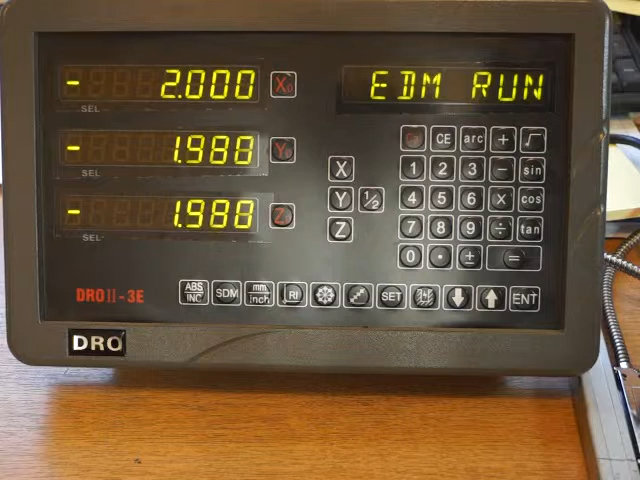 - 2.000 X₀ EDM RUN
SEL
- 1.980 Y₀
SEL
- 1.980 Z₀
SEL
CE arc + √
X 1 2 3 − sin
Y ½ 4 5 6 × cos
Z 7 8 9 ÷ tan
0 . ± =
ABS/INC SDM mm/inch RI SET ENT
DRO II-3E
DRO